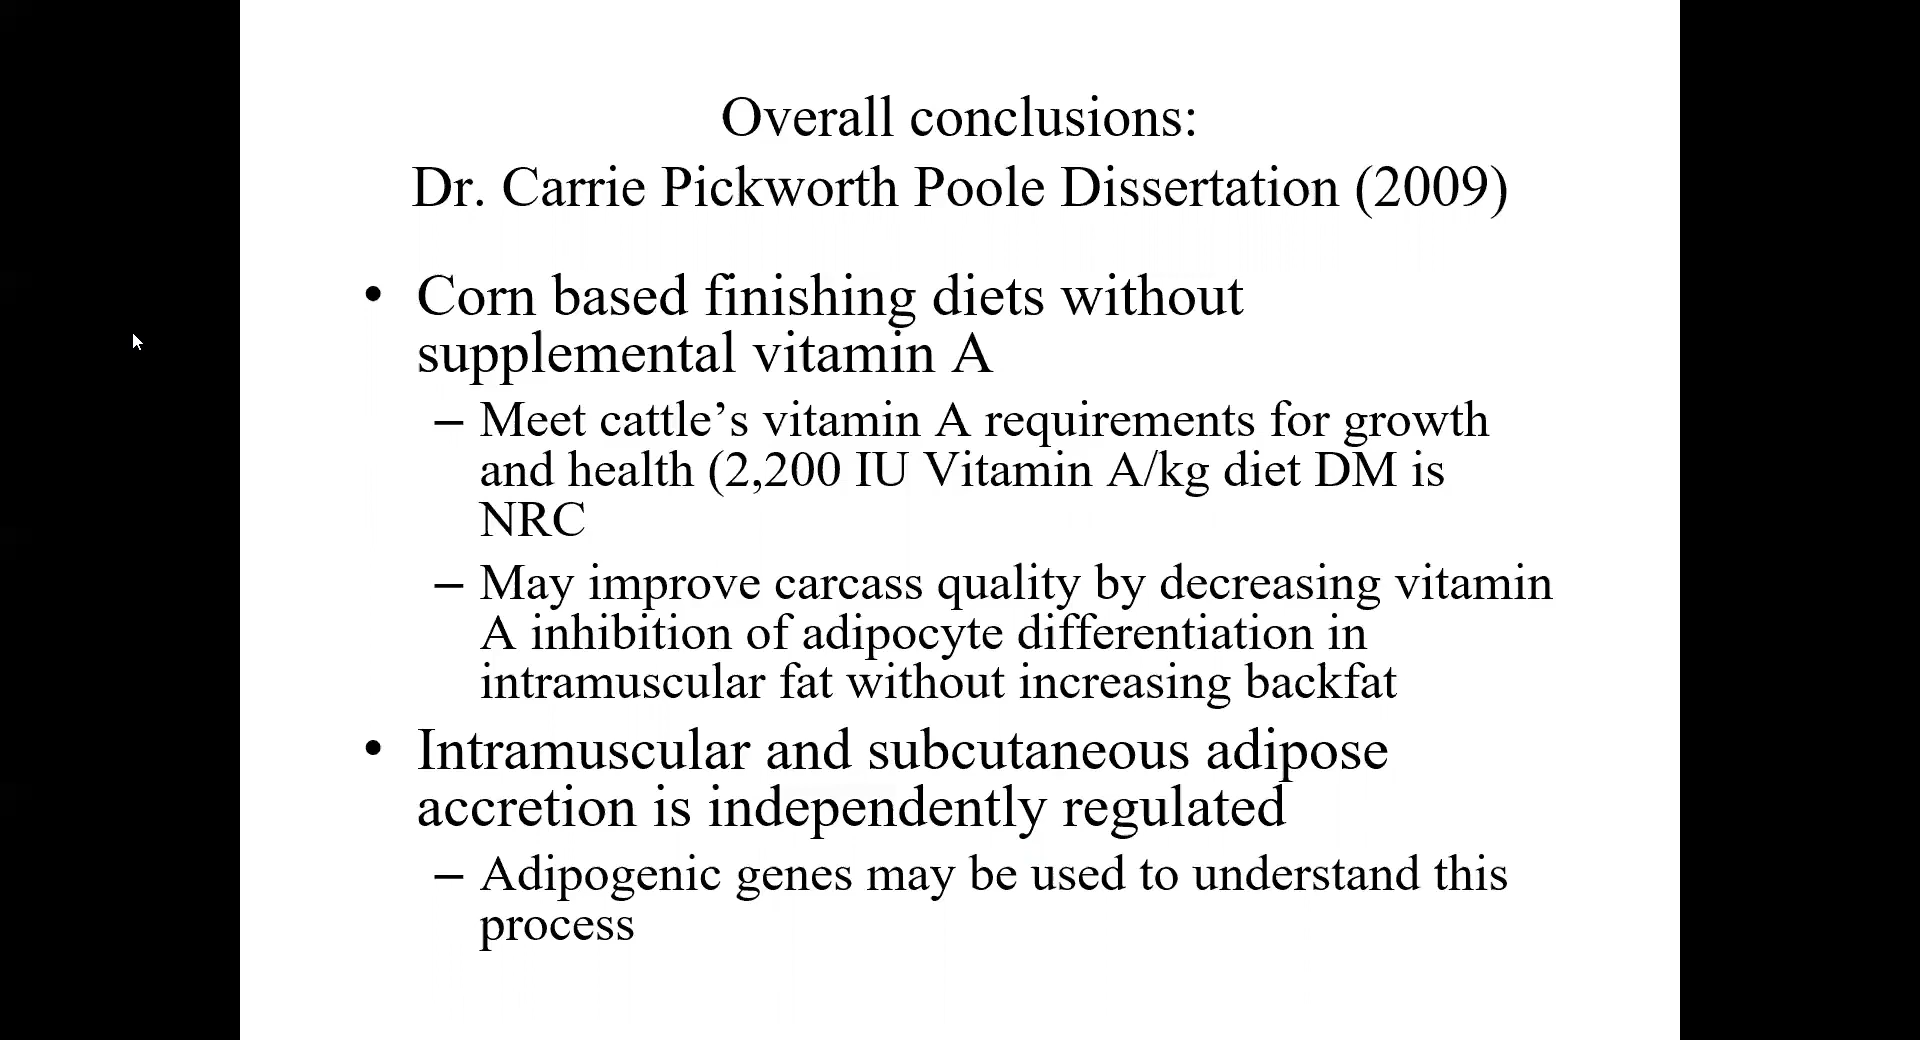 Overall conclusions:
Dr. Carrie Pickworth Poole Dissertation (2009)
• Corn based finishing diets without
supplemental vitamin A
– Meet cattle’s vitamin A requirements for growth
and health (2,200 IU Vitamin A/kg diet DM is
NRC
– May improve carcass quality by decreasing vitamin
A inhibition of adipocyte differentiation in
intramuscular fat without increasing backfat
• Intramuscular and subcutaneous adipose
accretion is independently regulated
– Adipogenic genes may be used to understand this
process